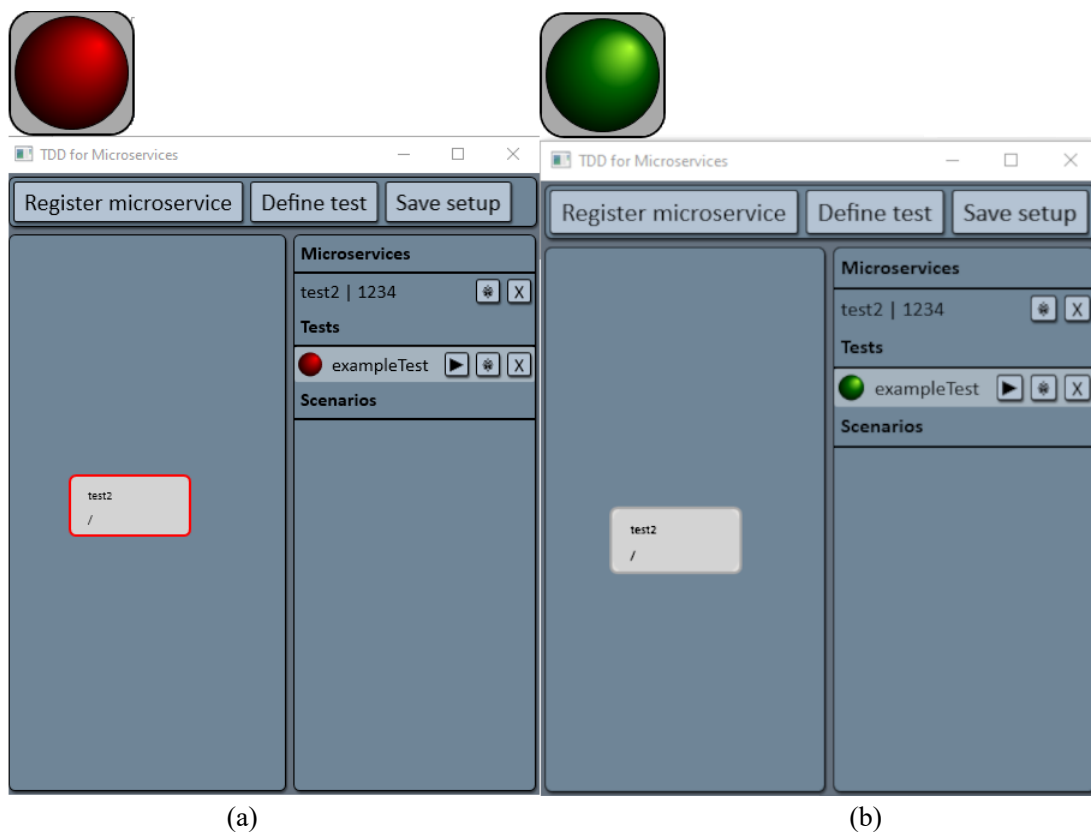 TDD for Microservices
Register microservice Define test Save setup
Microservices
test2 | 1234
X
Tests
exampleTest
X
Scenarios
test2
/
(a)
TDD for Microservices
Register microservice Define test Save setup
Microservices
test2 | 1234
X
Tests
exampleTest
X
Scenarios
test2
/
(b)